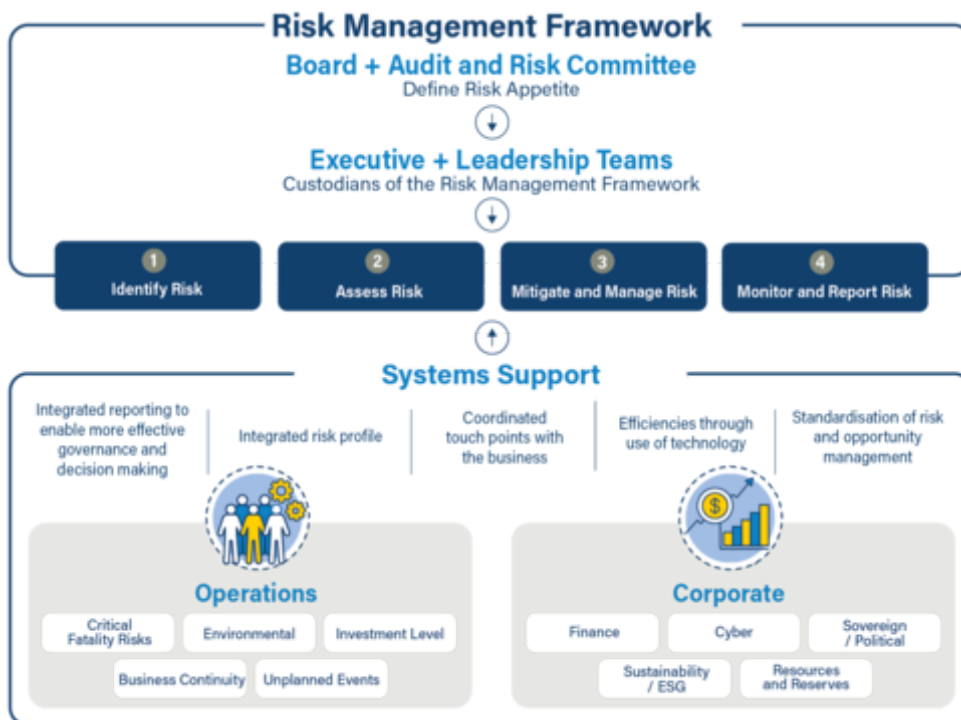 Risk Management Framework
Board + Audit and Risk Committee
Define Risk Appetite
Executive + Leadership Teams
Custodians of the Risk Management Framework
1
Identify Risk
2
Assess Risk
3
Mitigate and Manage Risk
4
Monitor and Report Risk
Systems Support
Integrated reporting to
enable more effective
governance and
decision making
Integrated risk profile
Coordinated
touch points with
the business
Efficiencies through
use of technology
Standardisation of risk
and opportunity
management
$
Operations
Critical
Fatality Risks
Environmental
Investment Level
Business Continuity
Unplanned Events
Corporate
Finance
Cyber
Sovereign
/ Political
Sustainability
/ ESG
Resources
and Reserves